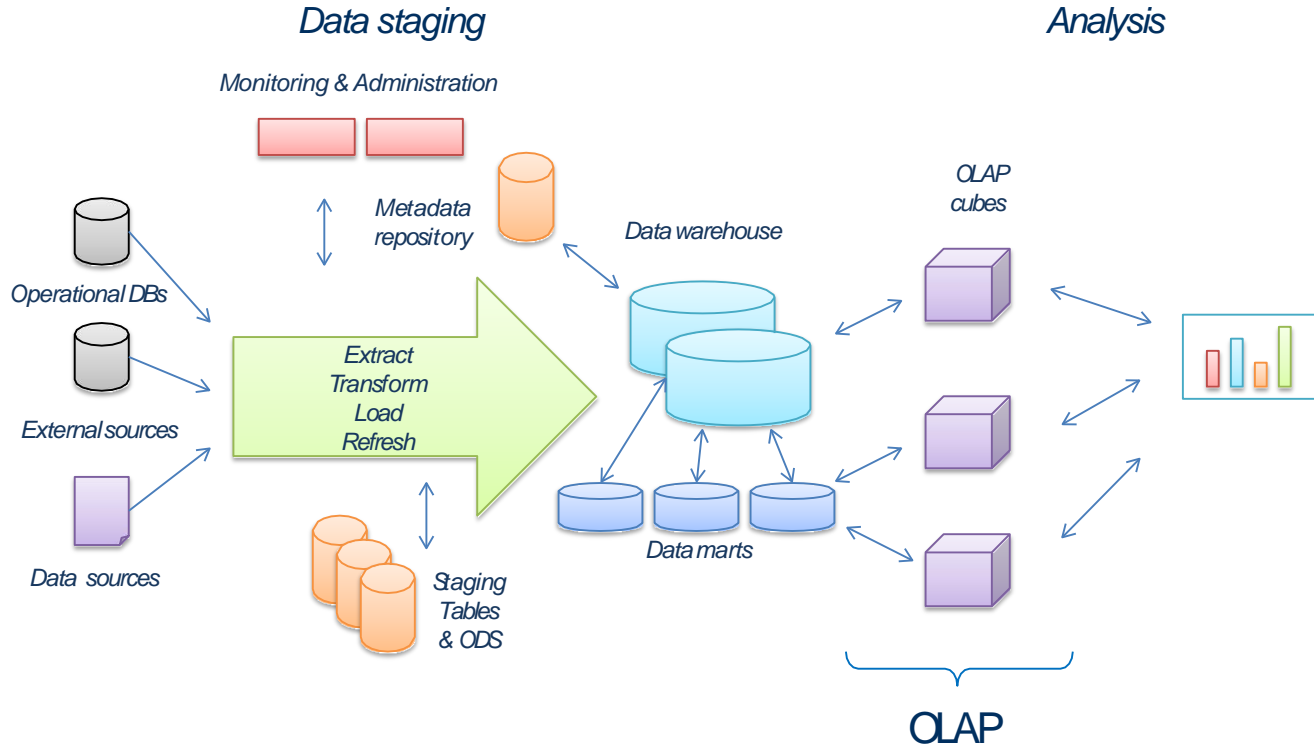 Data staging
Analysis
Monitoring & Administration
Metadata
repository
OLAP
cubes
Data warehouse
Operational DBs
Extract
Transform
Load
Refresh
External sources
Data marts
Data sources
Staging
Tables
& ODS
OLAP